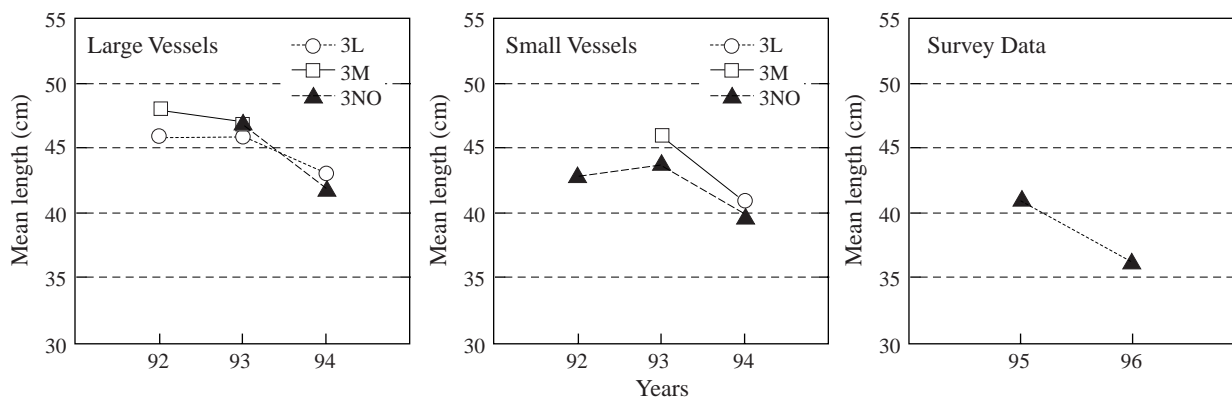 Large Vessels
3L
3M
3NO
Mean length (cm)
55
50
45
40
35
30
92 93 94
Small Vessels
3L
3M
3NO
Mean length (cm)
55
50
45
40
35
30
92 93 94
Years
Survey Data
Mean length (cm)
55
50
45
40
35
30
95 96